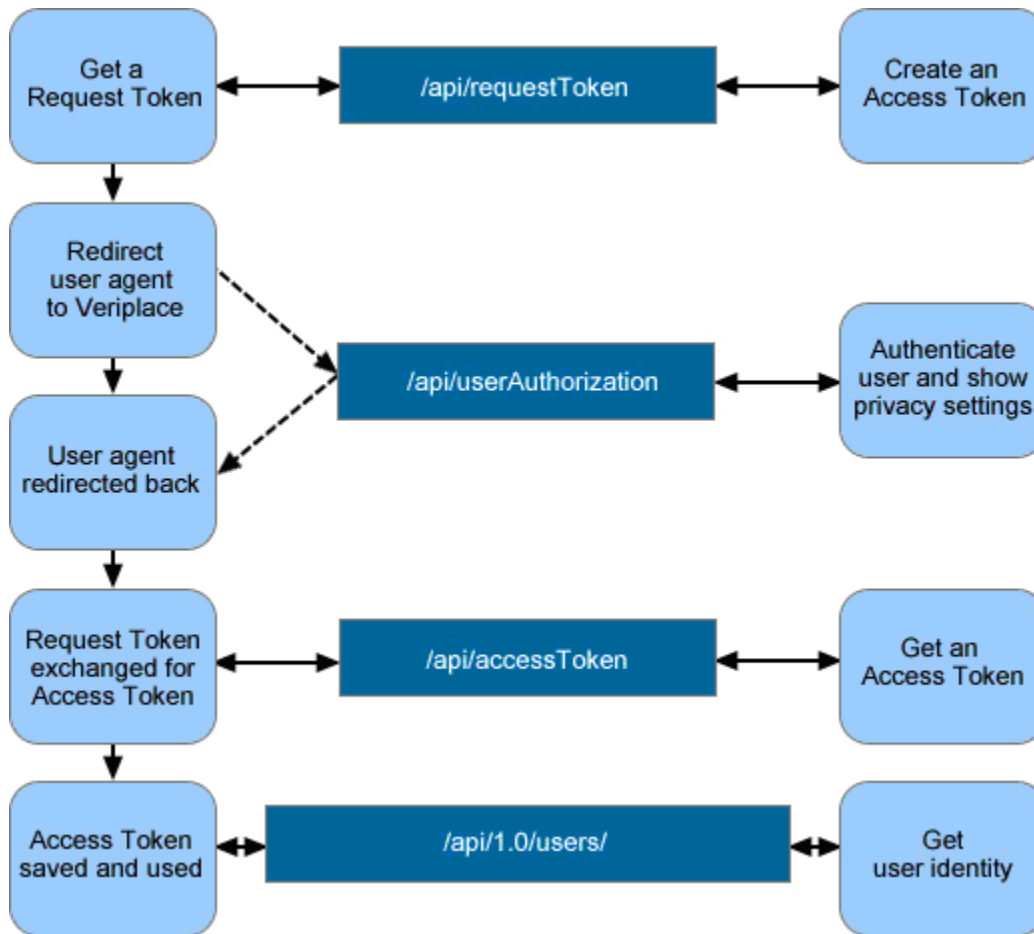 Get a
Request Token
/api/requestToken
Create an
Access Token
Redirect
user agent
to Veriplace
/api/userAuthorization
Authenticate
user and show
privacy settings
User agent
redirected back
Request Token
exchanged for
Access Token
/api/accessToken
Get an
Access Token
Access Token
saved and used
/api/1.0/users/
Get
user identity